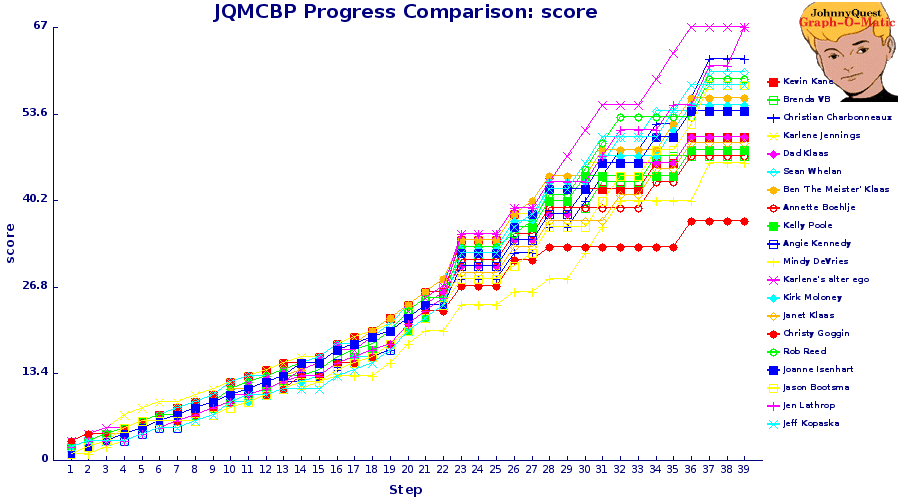 JQMCBP Progress Comparison: score
JohnnyQuest
Graph-O-Matic
67
53.6
40.2
26.8
13.4
0
score
1 2 3 4 5 6 7 8 9 10 11 12 13 14 15 16 17 18 19 20 21 22 23 24 25 26 27 28 29 30 31 32 33 34 35 36 37 38 39
Step
Kevin Kane
Brenda VB
Christian Charbonneaux
Karlene Jennings
Dad Klaas
Sean Whelan
Ben 'The Meister' Klaas
Annette Boehlje
Kelly Poole
Angie Kennedy
Mindy DeVries
Karlene's alter ego
Kirk Moloney
Janet Klaas
Christy Goggin
Rob Reed
Joanne Isenhart
Jason Bootsma
Jen Lathrop
Jeff Kopaska